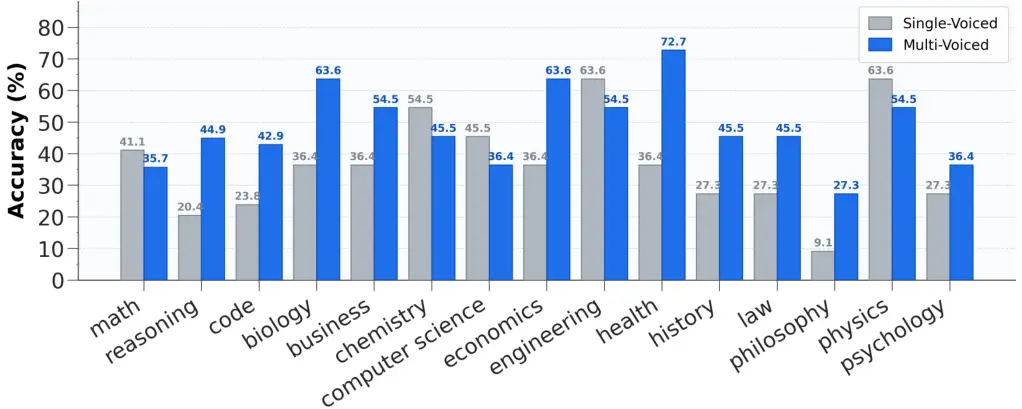 Accuracy (%)
80
70
60
50
40
30
20
10
0
Single-Voiced
Multi-Voiced
41.1
35.7
20.4
44.9
23.8
42.9
36.4
63.6
36.4
54.5
54.5
45.5
45.5
36.4
36.4
63.6
63.6
54.5
36.4
72.7
27.3
45.5
27.3
45.5
9.1
27.3
63.6
54.5
27.3
36.4
math
reasoning
code
biology
business
chemistry
computer science
economics
engineering
health
history
law
philosophy
physics
psychology